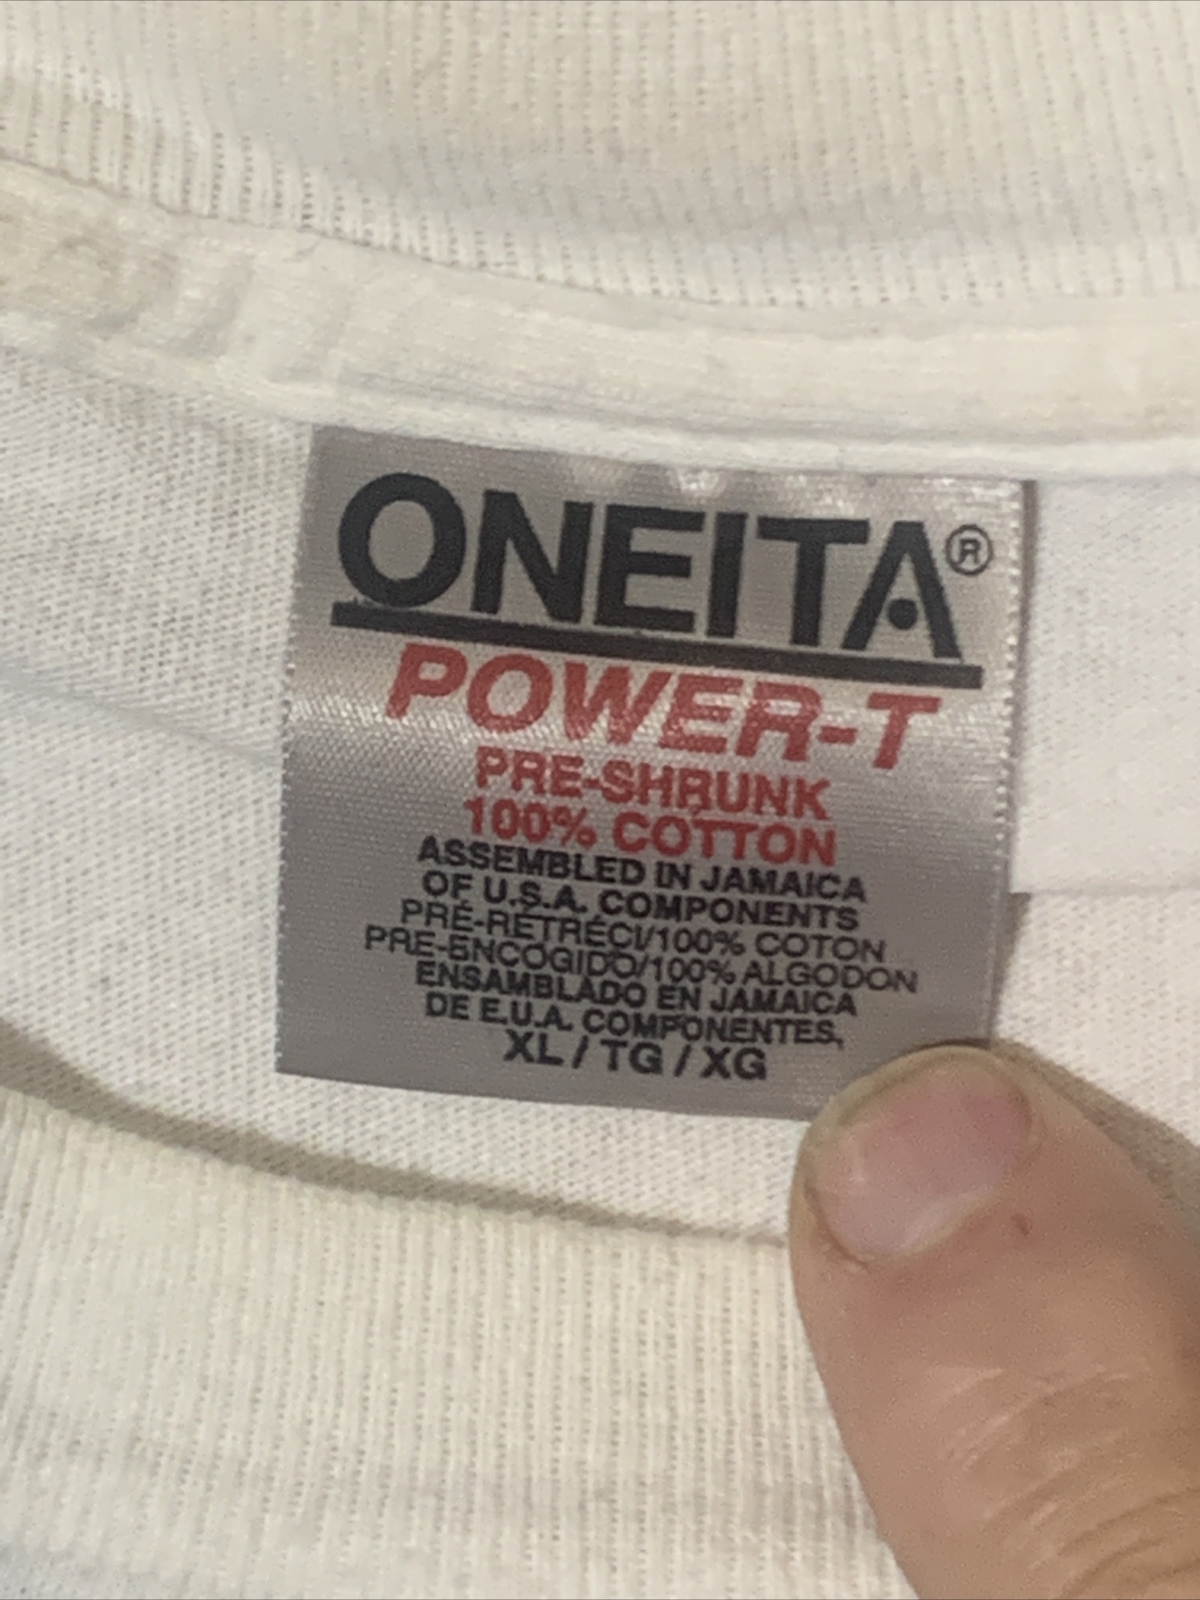 ONEITA®
POWER-T
PRE-SHRUNK
100% COTTON
ASSEMBLED IN JAMAICA
OF U.S.A. COMPONENTS
PRÉ-RÉTRÉCI/100% COTON
PRE-ENCOGIDO/100% ALGODON
ENSAMBLADO EN JAMAICA
DE E.U.A. COMPONENTES,
XL / TG / XG